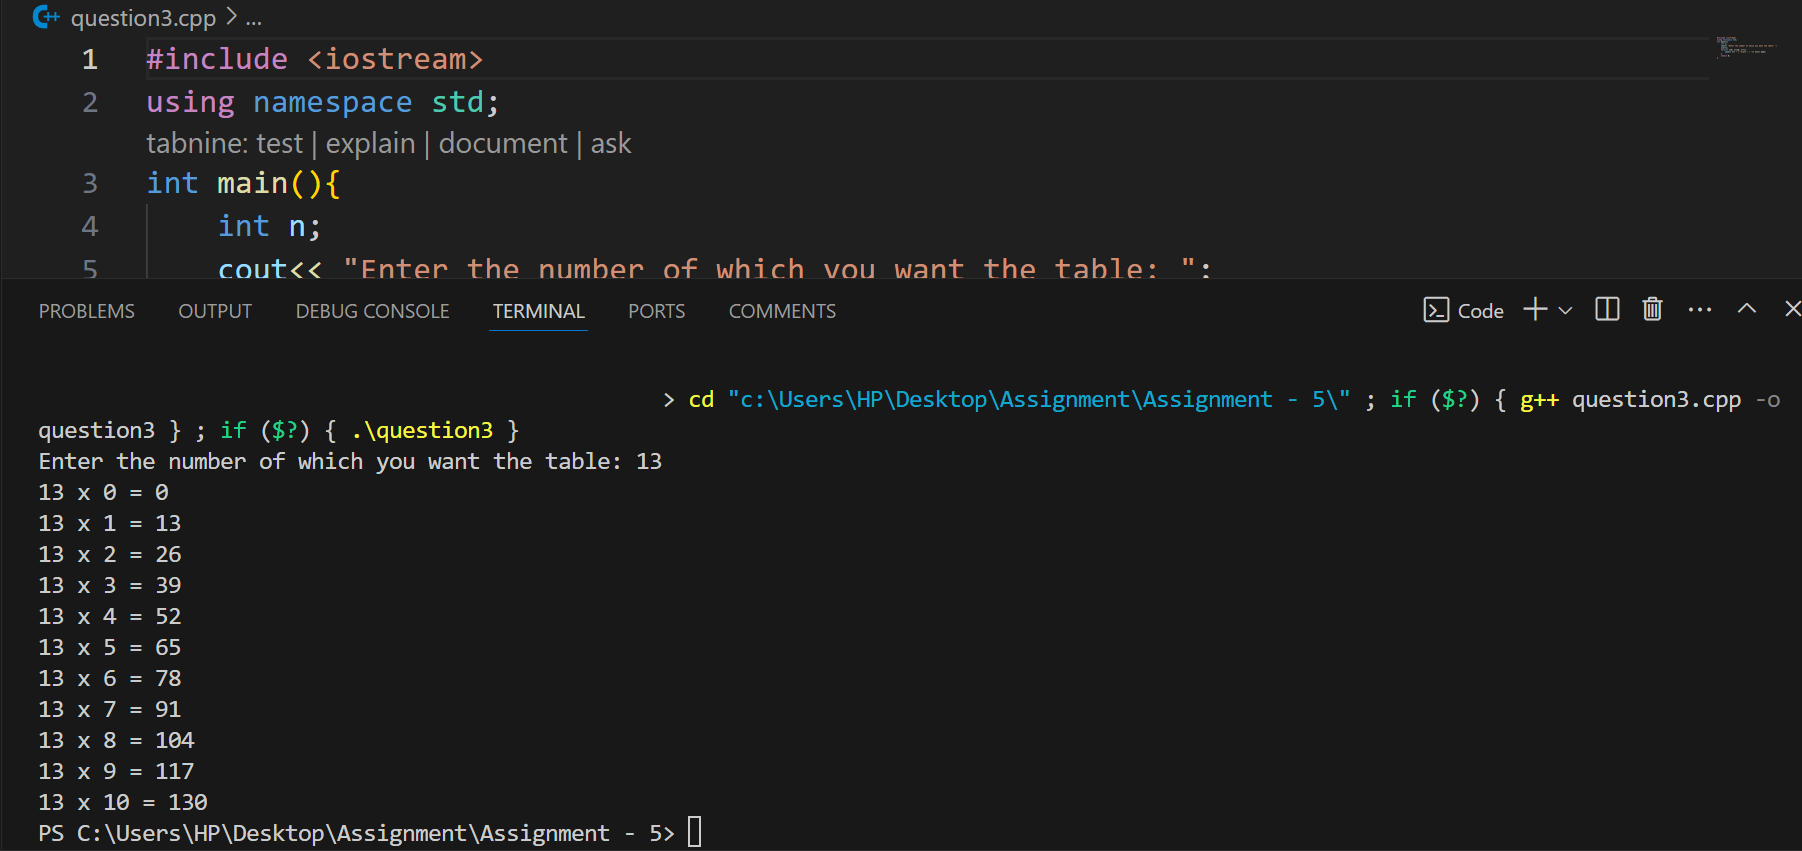 question3.cpp > ...
1 #include <iostream>
2 using namespace std;
tabnine: test | explain | document | ask
3 int main(){
4 int n;
5 cout<< "Enter the number of which you want the table: ";
PROBLEMS OUTPUT DEBUG CONSOLE TERMINAL PORTS COMMENTS Code
> cd "c:\Users\HP\Desktop\Assignment\Assignment - 5\" ; if ($?) { g++ question3.cpp -o
question3 } ; if ($?) { .\question3 }
Enter the number of which you want the table: 13
13 x 0 = 0
13 x 1 = 13
13 x 2 = 26
13 x 3 = 39
13 x 4 = 52
13 x 5 = 65
13 x 6 = 78
13 x 7 = 91
13 x 8 = 104
13 x 9 = 117
13 x 10 = 130
PS C:\Users\HP\Desktop\Assignment\Assignment - 5>